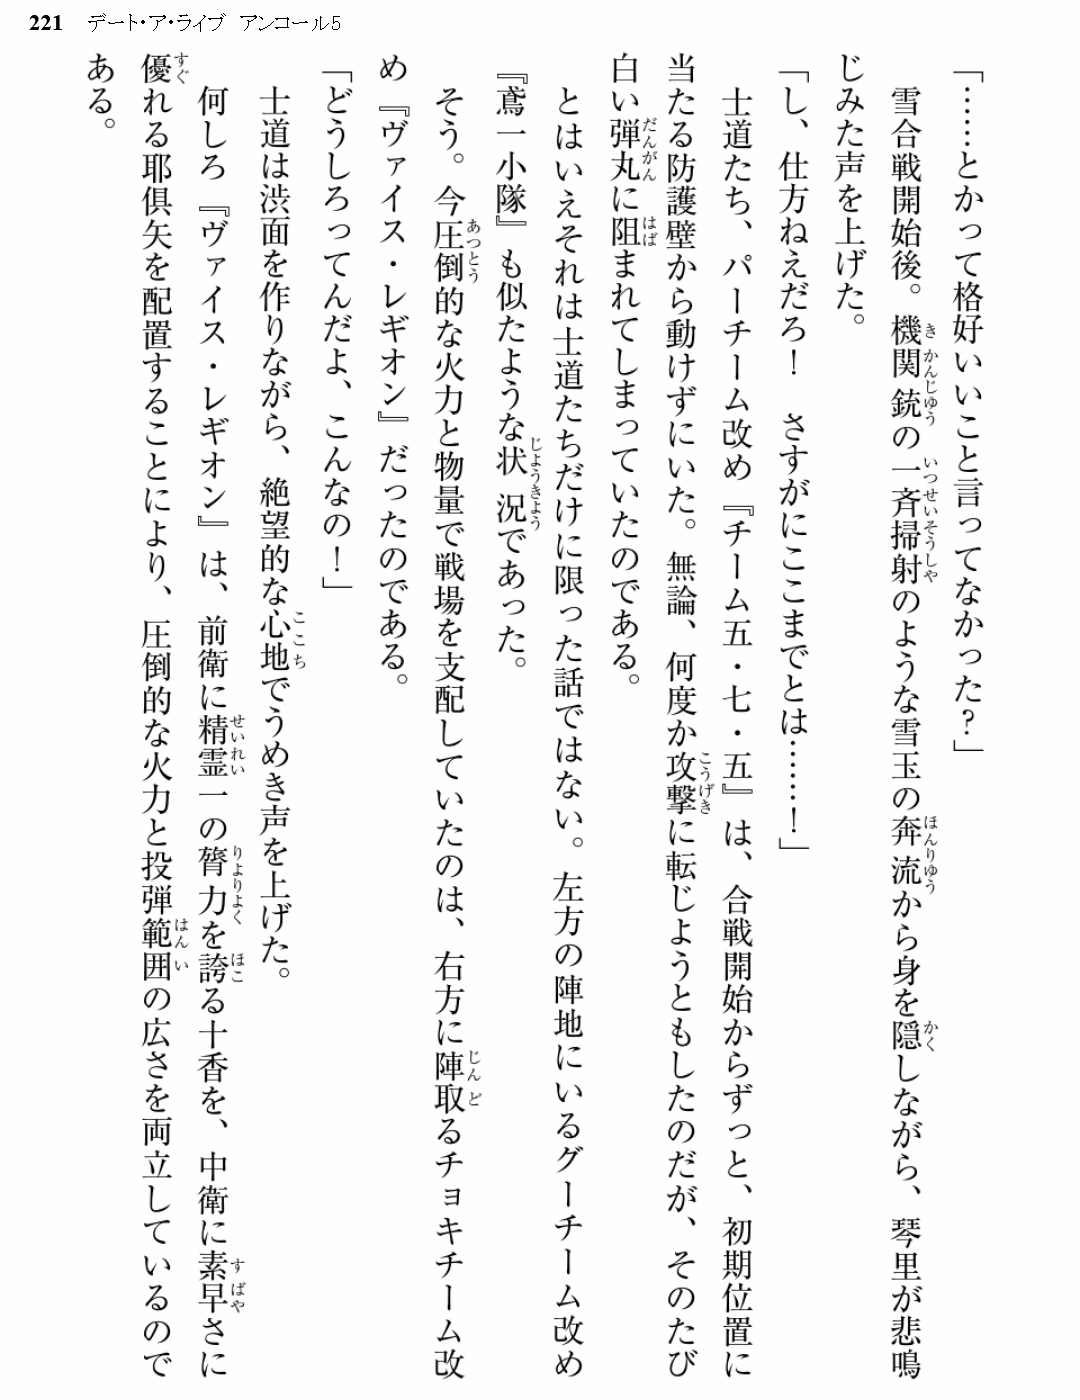 221 デート・ア・ライブ アンコール5
「……とかって格好いいこと言ってなかった?」
雪合戦開始後。機関銃の一斉掃射のような雪玉の奔流から身を隠しながら、琴里が悲鳴
じみた声を上げた。
「し、仕方ねえだろ! さすがにここまでとは……!」
士道たち、パーチーム改め『チーム五・七・五』は、合戦開始からずっと、初期位置に
当たる防護壁から動けずにいた。無論、何度か攻撃に転じようともしたのだが、そのたび
白い弾丸に阻まれてしまっていたのである。
とはいえそれは士道たちだけに限った話ではない。左方の陣地にいるグーチーム改め
『鳶一小隊』も似たような状況であった。
そう。今圧倒的な火力と物量で戦場を支配していたのは、右方に陣取るチョキチーム改
め『ヴァイス・レギオン』だったのである。
「どうしろってんだよ、こんなの!」
士道は渋面を作りながら、絶望的な心地でうめき声を上げた。
何しろ『ヴァイス・レギオン』は、前衛に精霊一の膂力を誇る十香を、中衛に素早さに
優れる耶倶矢を配置することにより、圧倒的な火力と投弾範囲の広さを両立しているので
ある。